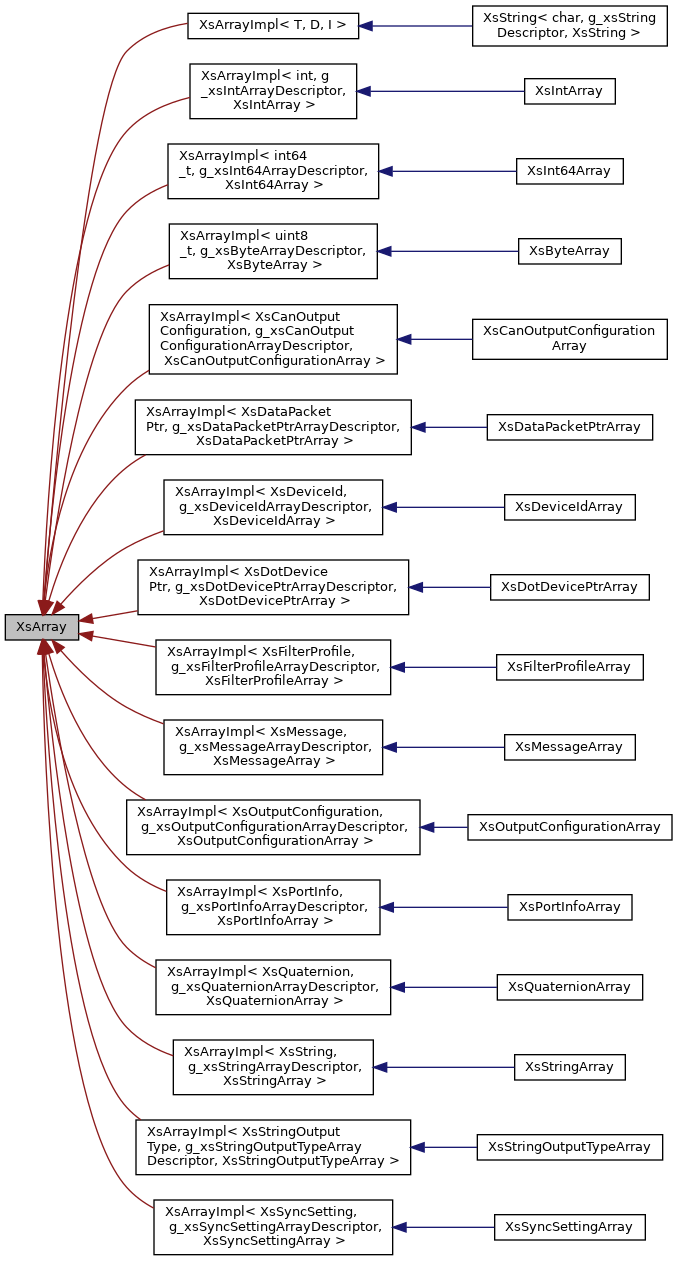 XsArrayImpl< T, D, I >
XsString< char, g_xsString
Descriptor, XsString >
XsArrayImpl< int, g
_xsIntArrayDescriptor,
XsIntArray >
XsIntArray
XsArrayImpl< int64
_t, g_xsInt64ArrayDescriptor,
XsInt64Array >
XsInt64Array
XsArrayImpl< uint8
_t, g_xsByteArrayDescriptor,
XsByteArray >
XsByteArray
XsArrayImpl< XsCanOutput
Configuration, g_xsCanOutput
ConfigurationArrayDescriptor,
XsCanOutputConfigurationArray >
XsCanOutputConfiguration
Array
XsArrayImpl< XsDataPacket
Ptr, g_xsDataPacketPtrArrayDescriptor,
XsDataPacketPtrArray >
XsDataPacketPtrArray
XsArrayImpl< XsDeviceId,
g_xsDeviceIdArrayDescriptor,
XsDeviceIdArray >
XsDeviceIdArray
XsArrayImpl< XsDotDevice
Ptr, g_xsDotDevicePtrArrayDescriptor,
XsDotDevicePtrArray >
XsDotDevicePtrArray
XsArray
XsArrayImpl< XsFilterProfile,
g_xsFilterProfileArrayDescriptor,
XsFilterProfileArray >
XsFilterProfileArray
XsArrayImpl< XsMessage,
g_xsMessageArrayDescriptor,
XsMessageArray >
XsMessageArray
XsArrayImpl< XsOutputConfiguration,
g_xsOutputConfigurationArrayDescriptor,
XsOutputConfigurationArray >
XsOutputConfigurationArray
XsArrayImpl< XsPortInfo,
g_xsPortInfoArrayDescriptor,
XsPortInfoArray >
XsPortInfoArray
XsArrayImpl< XsQuaternion,
g_xsQuaternionArrayDescriptor,
XsQuaternionArray >
XsQuaternionArray
XsArrayImpl< XsString,
g_xsStringArrayDescriptor,
XsStringArray >
XsStringArray
XsArrayImpl< XsStringOutput
Type, g_xsStringOutputTypeArray
Descriptor, XsStringOutputTypeArray >
XsStringOutputTypeArray
XsArrayImpl< XsSyncSetting,
g_xsSyncSettingArrayDescriptor,
XsSyncSettingArray >
XsSyncSettingArray